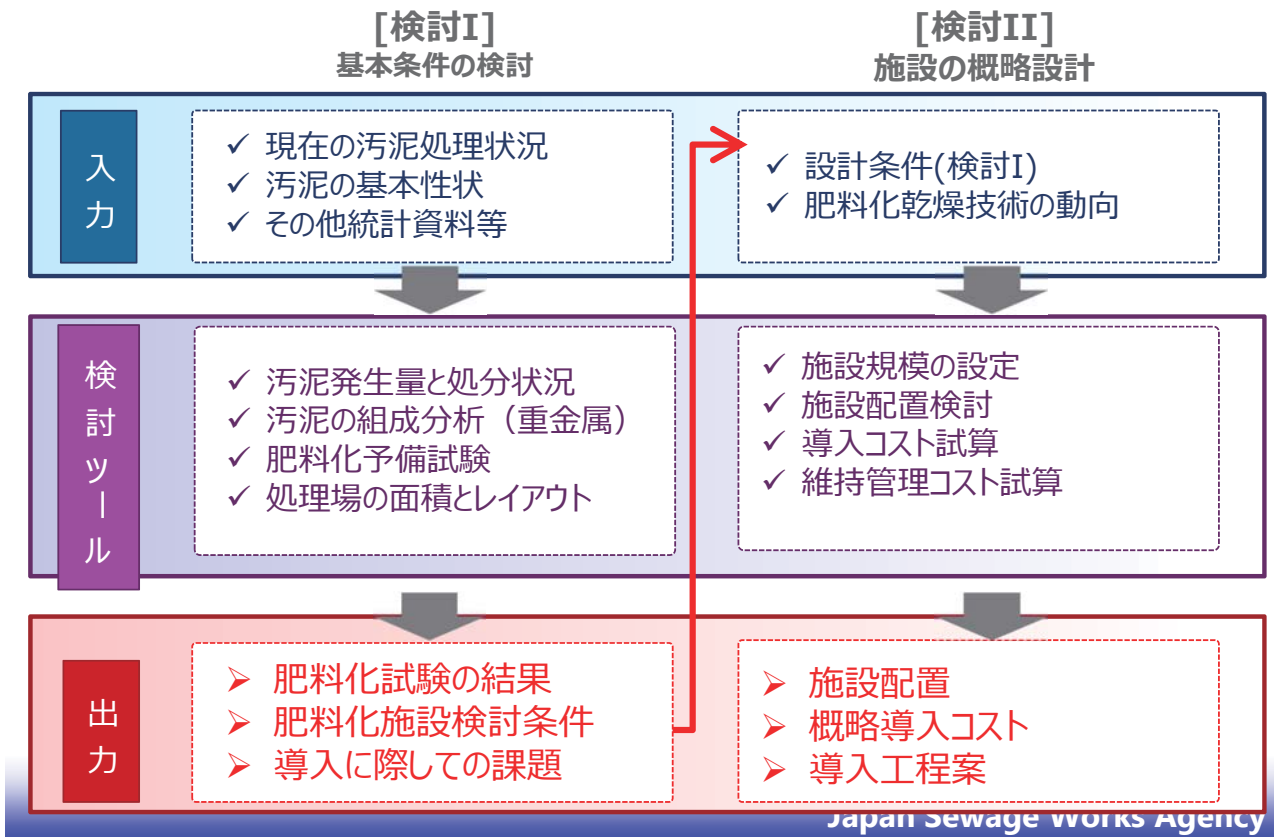 [検討I]
基本条件の検討
[検討II]
施設の概略設計
入力
✓ 現在の汚泥処理状況
✓ 汚泥の基本性状
✓ その他統計資料等
✓ 設計条件(検討I)
✓ 肥料化乾燥技術の動向
検討ツール
✓ 汚泥発生量と処分状況
✓ 汚泥の組成分析（重金属）
✓ 肥料化予備試験
✓ 処理場の面積とレイアウト
✓ 施設規模の設定
✓ 施設配置検討
✓ 導入コスト試算
✓ 維持管理コスト試算
出力
➢ 肥料化試験の結果
➢ 肥料化施設検討条件
➢ 導入に際しての課題
➢ 施設配置
➢ 概略導入コスト
➢ 導入工程案
Japan Sewage Works Agency